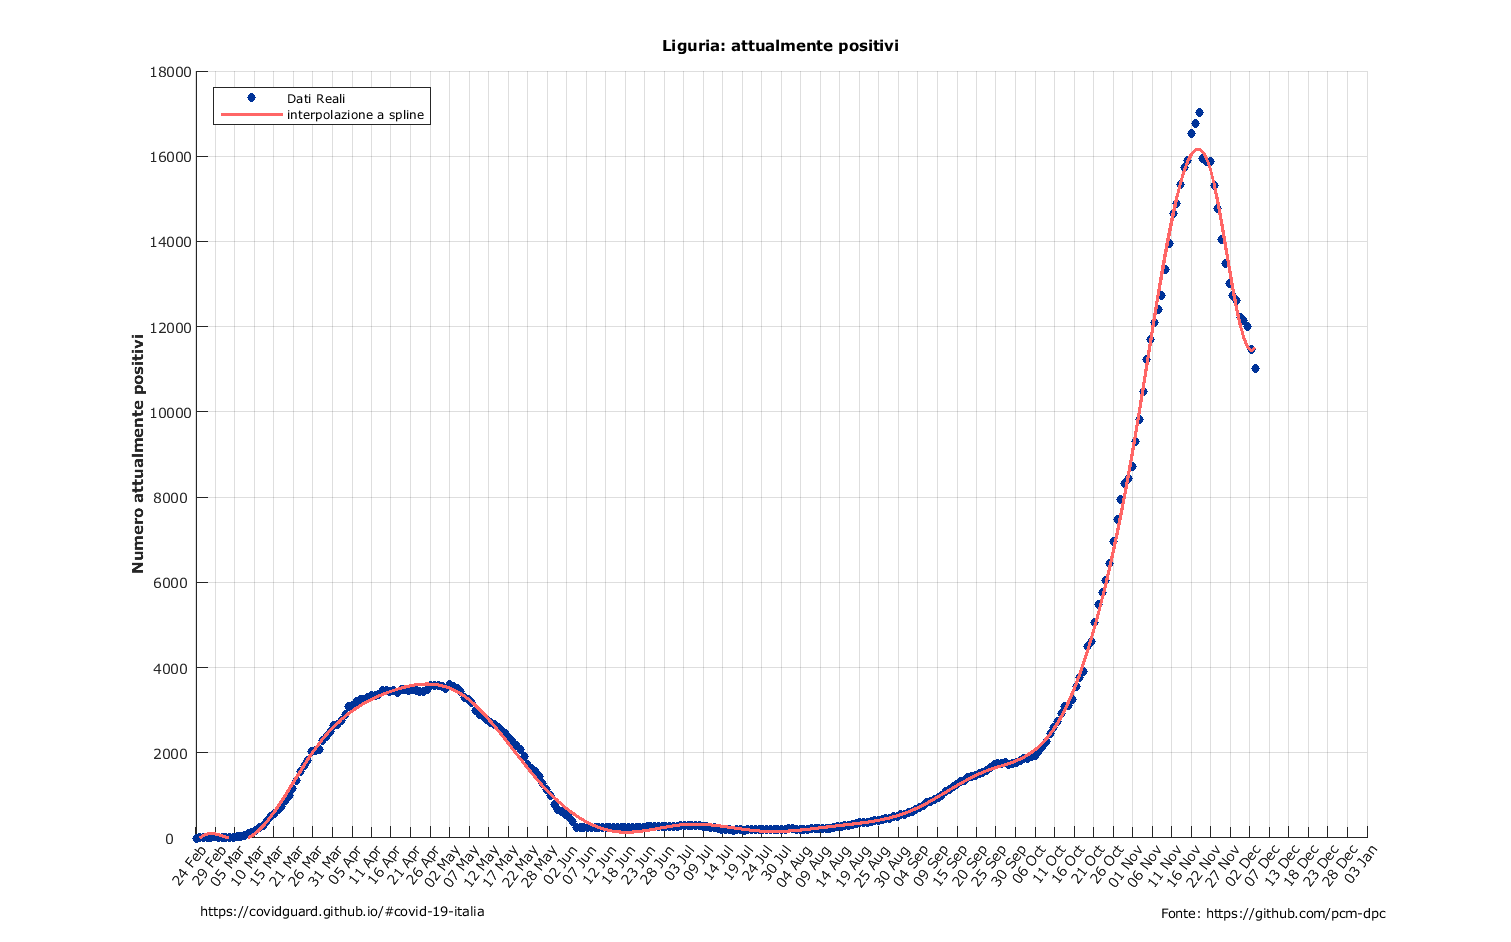 Liguria: attualmente positivi
18000
16000
14000
12000
10000
8000
6000
4000
2000
0
Numero attualmente positivi
Dati Reali
interpolazione a spline
24 Feb
29 Feb
05 Mar
10 Mar
15 Mar
21 Mar
26 Mar
31 Mar
05 Apr
11 Apr
16 Apr
21 Apr
26 Apr
02 May
07 May
12 May
17 May
22 May
28 May
02 Jun
07 Jun
12 Jun
18 Jun
23 Jun
28 Jun
03 Jul
09 Jul
14 Jul
19 Jul
24 Jul
30 Jul
04 Aug
09 Aug
14 Aug
19 Aug
25 Aug
30 Aug
04 Sep
09 Sep
15 Sep
20 Sep
25 Sep
30 Sep
06 Oct
11 Oct
16 Oct
21 Oct
26 Oct
01 Nov
06 Nov
11 Nov
16 Nov
22 Nov
27 Nov
02 Dec
07 Dec
13 Dec
18 Dec
23 Dec
28 Dec
03 Jan
https://covidguard.github.io/#covid-19-italia
Fonte: https://github.com/pcm-dpc